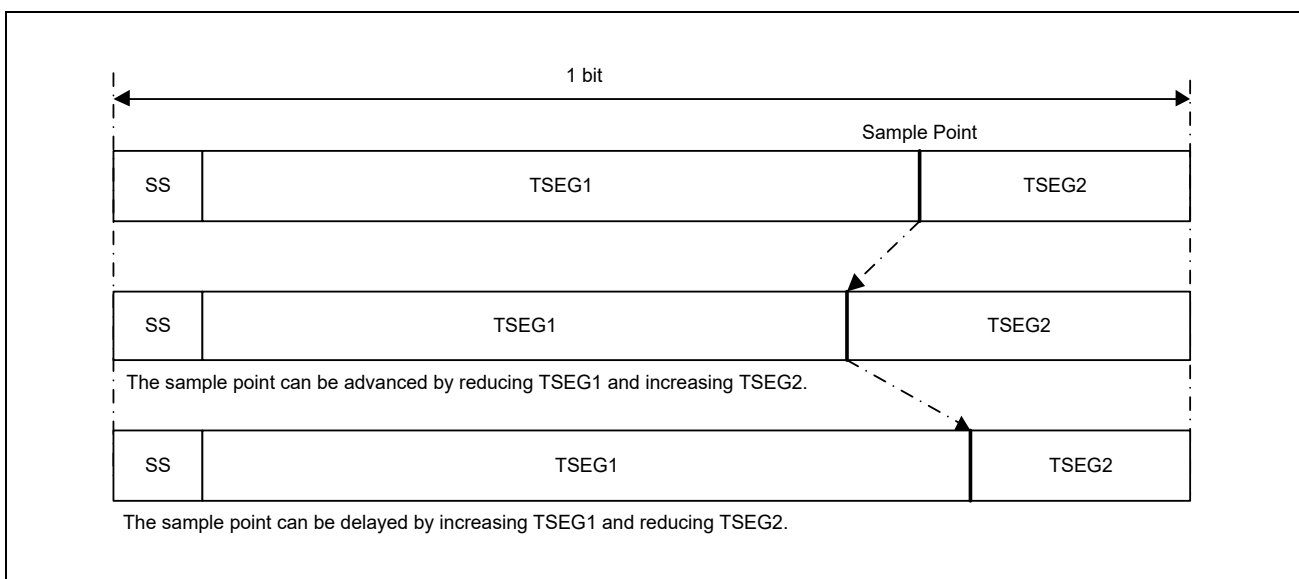 1 bit
Sample Point
SS TSEG1 TSEG2
SS TSEG1 TSEG2
The sample point can be advanced by reducing TSEG1 and increasing TSEG2.
SS TSEG1 TSEG2
The sample point can be delayed by increasing TSEG1 and reducing TSEG2.